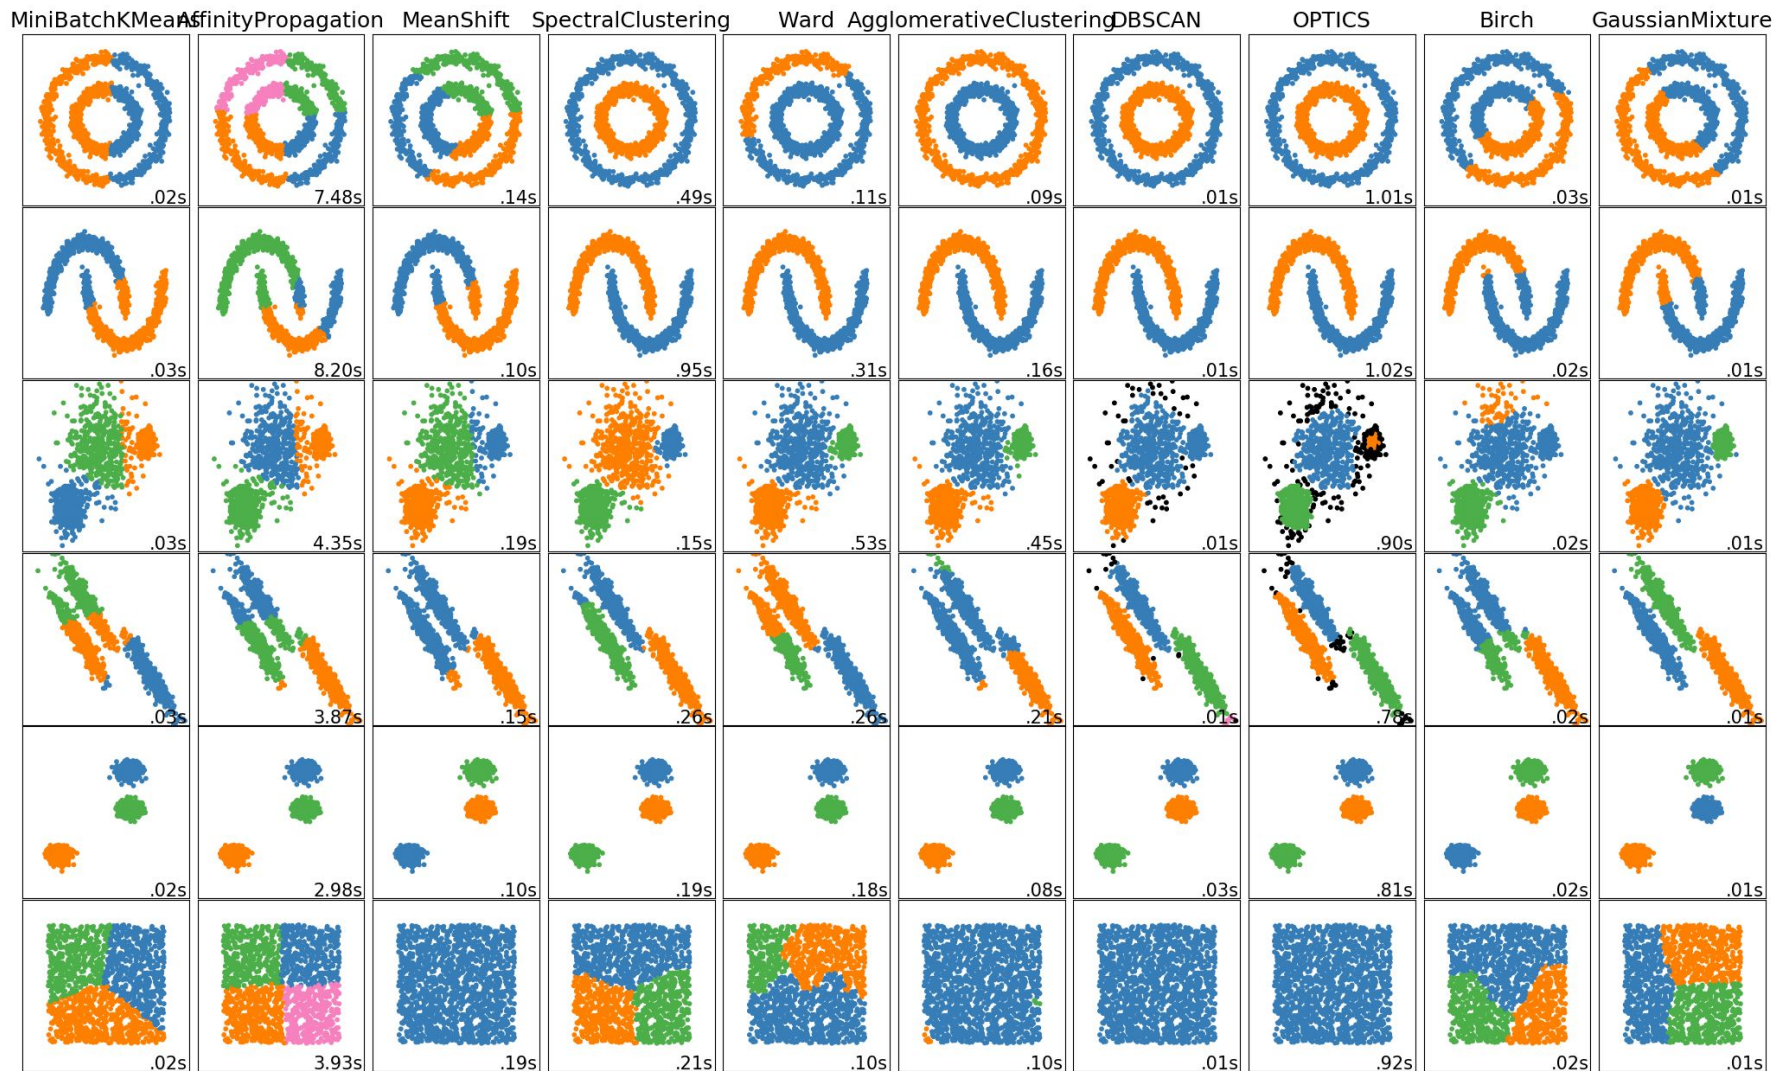 MiniBatchKMeans AffinityPropagation MeanShift SpectralClustering Ward AgglomerativeClustering DBSCAN OPTICS Birch GaussianMixture
.02s 7.48s .14s .49s .11s .09s .01s 1.01s .03s .01s
.03s 8.20s .10s .95s .31s .16s .01s 1.02s .02s .01s
.03s 4.35s .19s .15s .53s .45s .01s .90s .02s .01s
.03s 3.87s .15s .26s .26s .21s .01s .78s .02s .01s
.02s 2.98s .10s .19s .18s .08s .03s .81s .02s .01s
.02s 3.93s .19s .21s .10s .10s .01s .92s .02s .01s